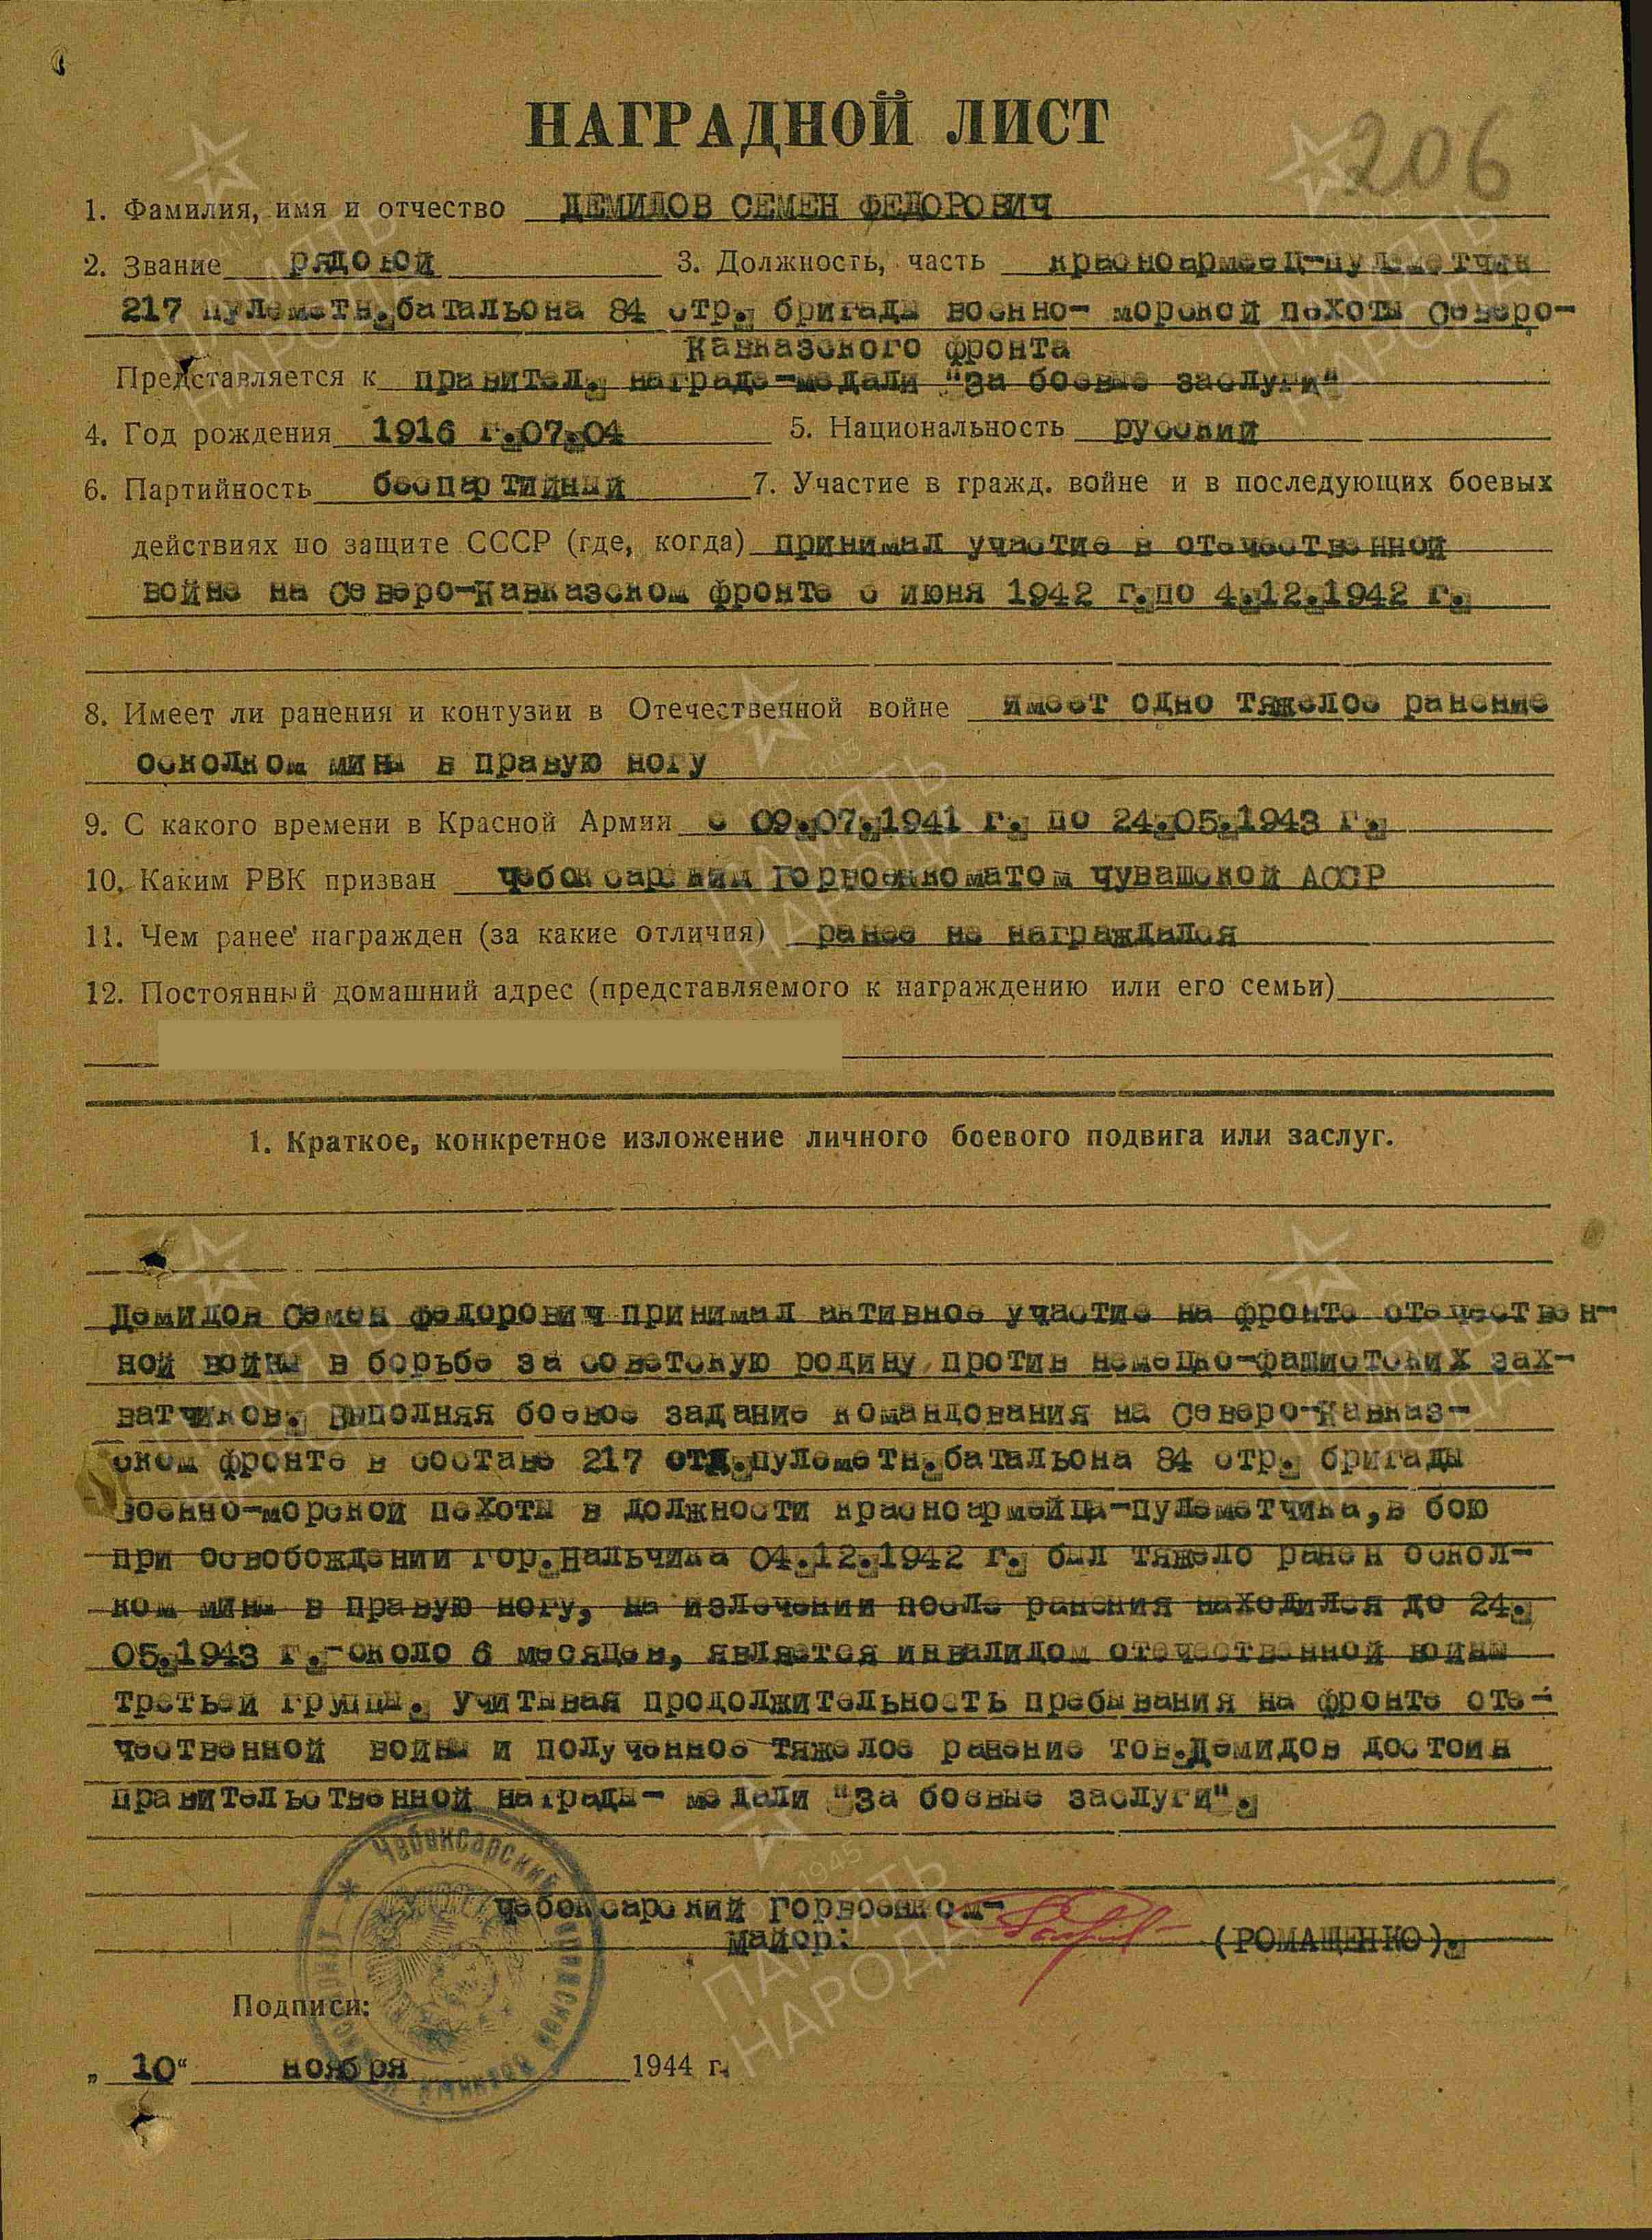 206
НАГРАДНОЙ ЛИСТ
1. Фамилия, имя и отчество ДЕМИДОВ СЕМЕН ФЕДОРОВИЧ
2. Звание рядовой 3. Должность, часть красноармеец-пулеметчик
217 пулеметн.батальона 84 стр. бригады военно- морской пехоты Северо-
Кавказского фронта
Представляется к правител. награде-медали "За боевые заслуги"
4. Год рождения 1916 г.07.04 5. Национальность русский
6. Партийность беспартийный 7. Участие в гражд. войне и в последующих боевых
действиях по защите СССР (где, когда) принимал участие в отечественной
войне на Северо-Кавказском фронте с июня 1942 г.по 4.12.1942 г.
8. Имеет ли ранения и контузии в Отечественной войне имеет одно тяжелое ранение
осколком мины в правую ногу
9. С какого времени в Красной Армии с 09.07.1941 г. по 24.05.1943 г.
10. Каким РВК призван Чебоксарским Горвоенкоматом Чувашской АССР
11. Чем ранее награжден (за какие отличия) ранее не награждался
12. Постоянный домашний адрес (представляемого к награждению или его семьи)
1. Краткое, конкретное изложение личного боевого подвига или заслуг.
Демидов Семен Федорович принимал активное участие на фронте отечествен-
ной войны в борьбе за советскую родину против немецко-фашистских зах-
ватчиков. Выполняя боевое задание командования на Северо-Кавказ-
ском фронте в составе 217 отд.пулеметн.батальона 84 стр. бригады
военно-морской пехоты в должности красноармейца-пулеметчика, в бою
при освобождении гор.Нальчика 04.12.1942 г. был тяжело ранен оскол-
ком мины в правую ногу, на излечении после ранения находился до 24.
05.1943 г.-около 6 месяцев, является инвалидом отечественной войны
третьей группы. Учитывая продолжительность пребывания на фронте оте-
чественной войны и полученное тяжелое ранение тов.Демидов достоин
правительственной награды- медали "За боевые заслуги".
Чебоксарский Горвоенком-
майор: (РОМАЩЕНКО).
Подписи:
„ 10“ ноября 1944 г.
Чебоксарский
ПАМЯТЬ
НАРОДА